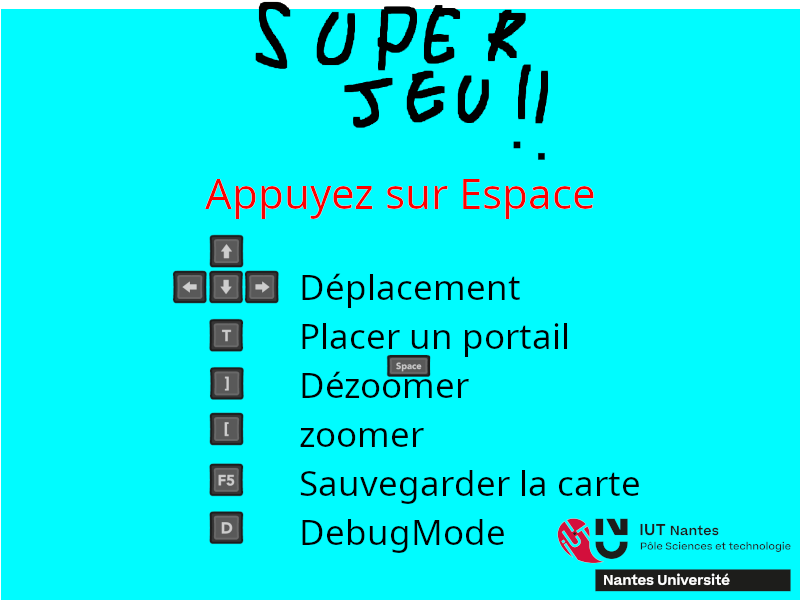 SUPER
JEU!!
Appuyez sur Espace
Déplacement
T Placer un portail
Space
] Dézoomer
[ zoomer
F5 Sauvegarder la carte
D DebugMode
IUT Nantes
Pôle Sciences et technologie
Nantes Université